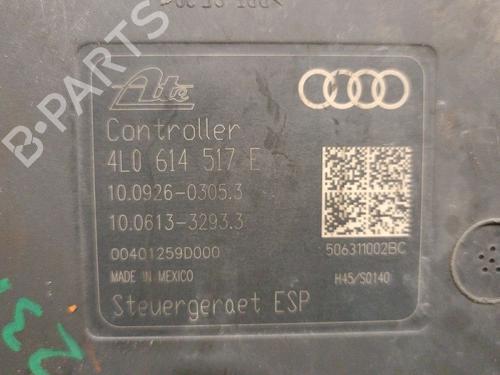 Ate
Controller
4L0 614 517 E
10.0926-0305.3
10.0613-3293.3
00401259D000
506311002BC
MADE IN MEXICO
H45/S0140
Steuergeraet ESP
B-PARTS